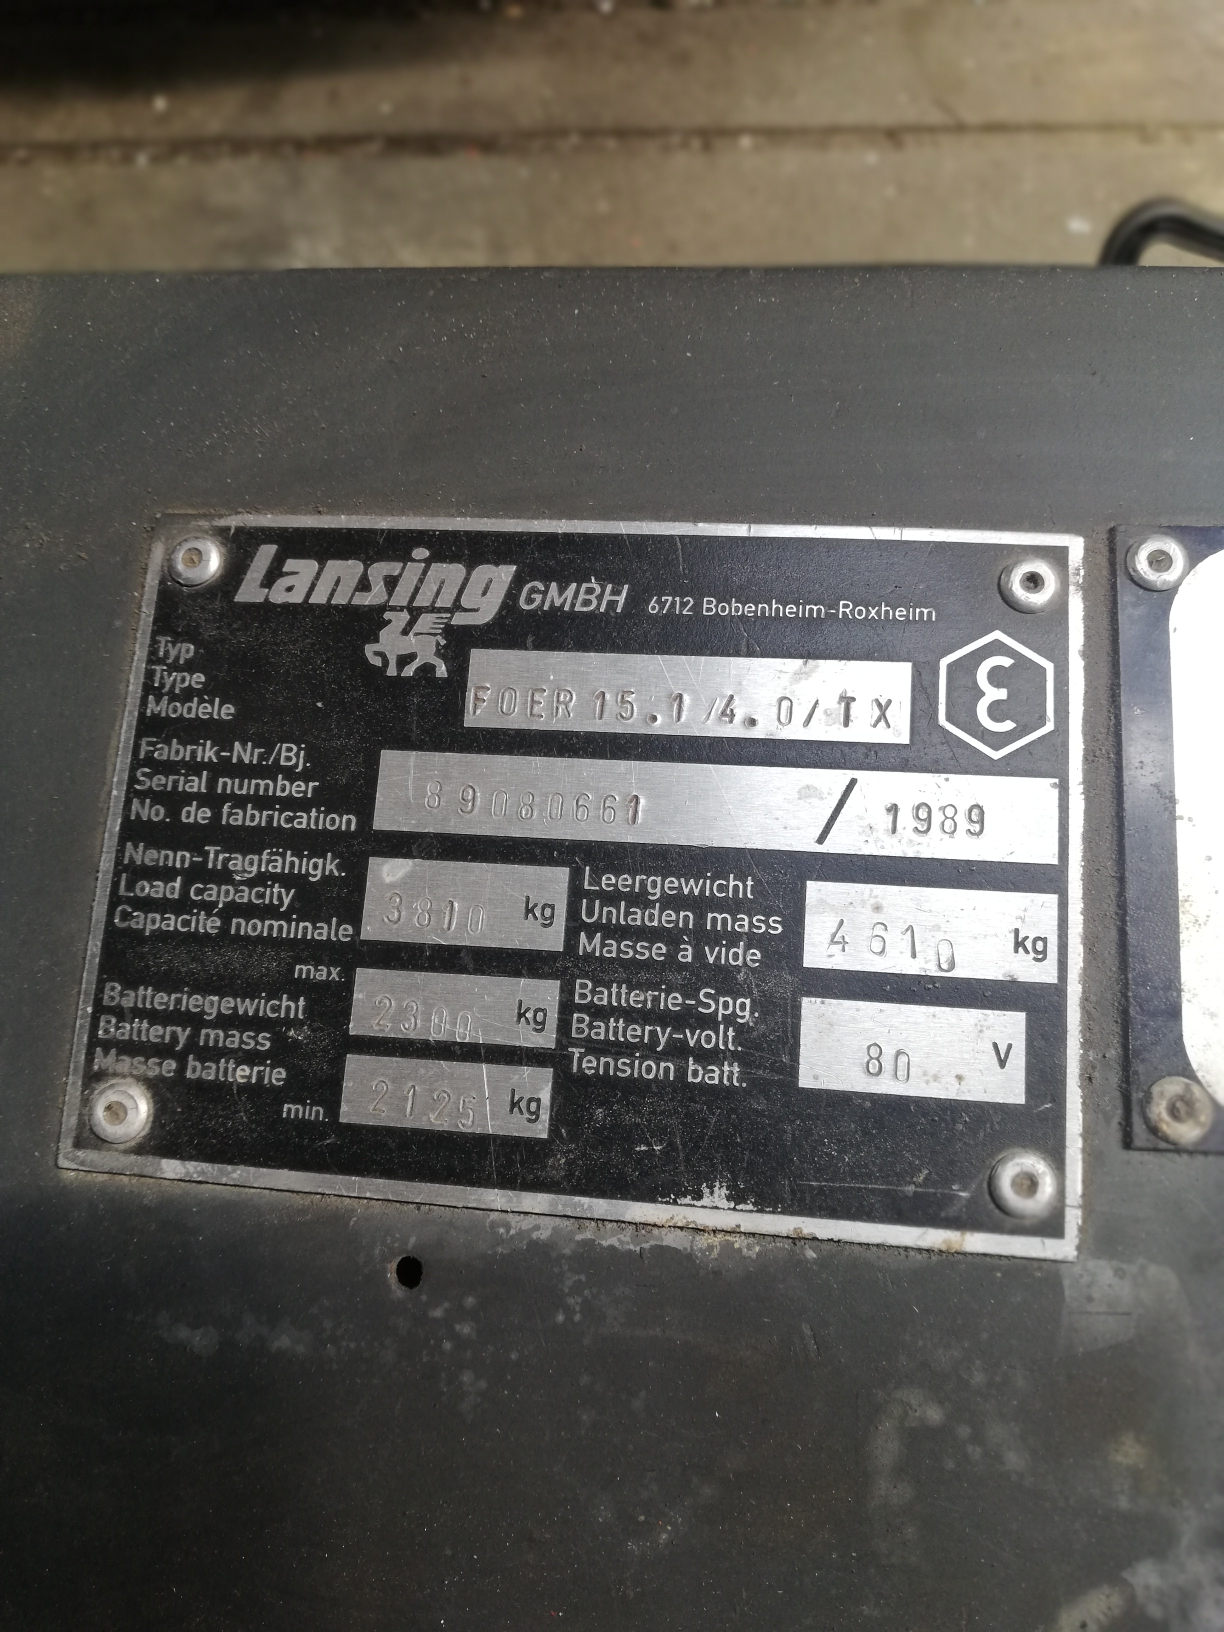 Lansing GMBH 6712 Bobenheim-Roxheim
Typ
Type
Modèle
FOER 15.1/4.0/TX
Fabrik-Nr./Bj.
Serial number
No. de fabrication
89080661 / 1989
Nenn-Tragfähigk.
Load capacity
Capacité nominale
3810 kg
Leergewicht
Unladen mass
Masse à vide
4610 kg
Batteriegewicht
Battery mass
Masse batterie
max. 2300 kg
min. 2125 kg
Batterie-Spg.
Battery-volt.
Tension batt.
80 V